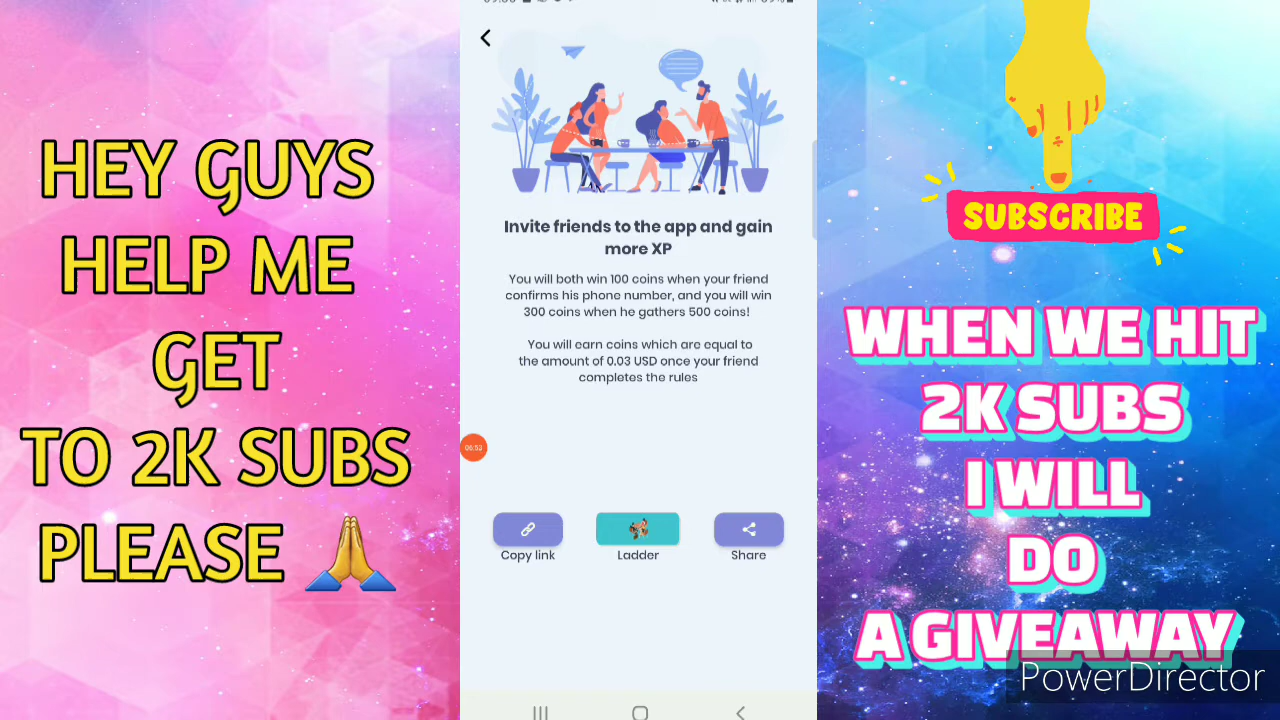 HEY GUYS
HELP ME
GET
TO 2K SUBS
PLEASE 🙏
Invite friends to the app and gain
more XP
You will both win 100 coins when your friend
confirms his phone number, and you will win
300 coins when he gathers 500 coins!
You will earn coins which are equal to
the amount of 0.03 USD once your friend
completes the rules
Copy link
Ladder
Share
SUBSCRIBE
WHEN WE HIT
2K SUBS
I WILL
DO
A GIVEAWAY
PowerDirector